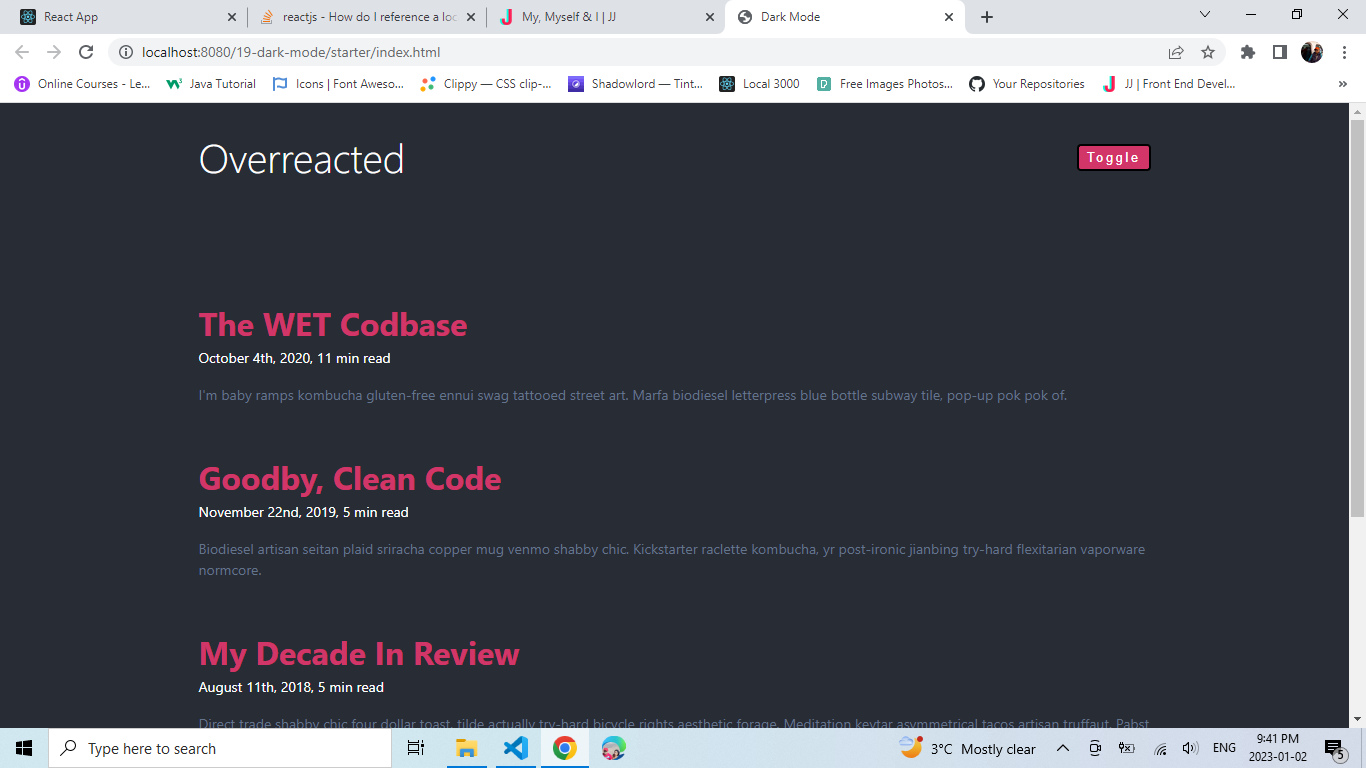 React App
reactjs - How do I reference a loc
My, Myself & I | JJ
Dark Mode
localhost:8080/19-dark-mode/starter/index.html
Online Courses - Le...
Java Tutorial
Icons | Font Aweso...
Clippy — CSS clip-...
Shadowlord — Tint...
Local 3000
Free Images Photos...
Your Repositories
JJ | Front End Devel...
»
Overreacted
Toggle
The WET Codbase
October 4th, 2020, 11 min read
I'm baby ramps kombucha gluten-free ennui swag tattooed street art. Marfa biodiesel letterpress blue bottle subway tile, pop-up pok pok of.
Goodby, Clean Code
November 22nd, 2019, 5 min read
Biodiesel artisan seitan plaid sriracha copper mug venmo shabby chic. Kickstarter raclette kombucha, yr post-ironic jianbing try-hard flexitarian vaporware
normcore.
My Decade In Review
August 11th, 2018, 5 min read
Direct trade shabby chic four dollar toast, tilde actually try-hard bicycle rights aesthetic forage. Meditation keytar asymmetrical tacos artisan truffaut. Pabst
Type here to search
3°C Mostly clear
ENG
9:41 PM
2023-01-02
5